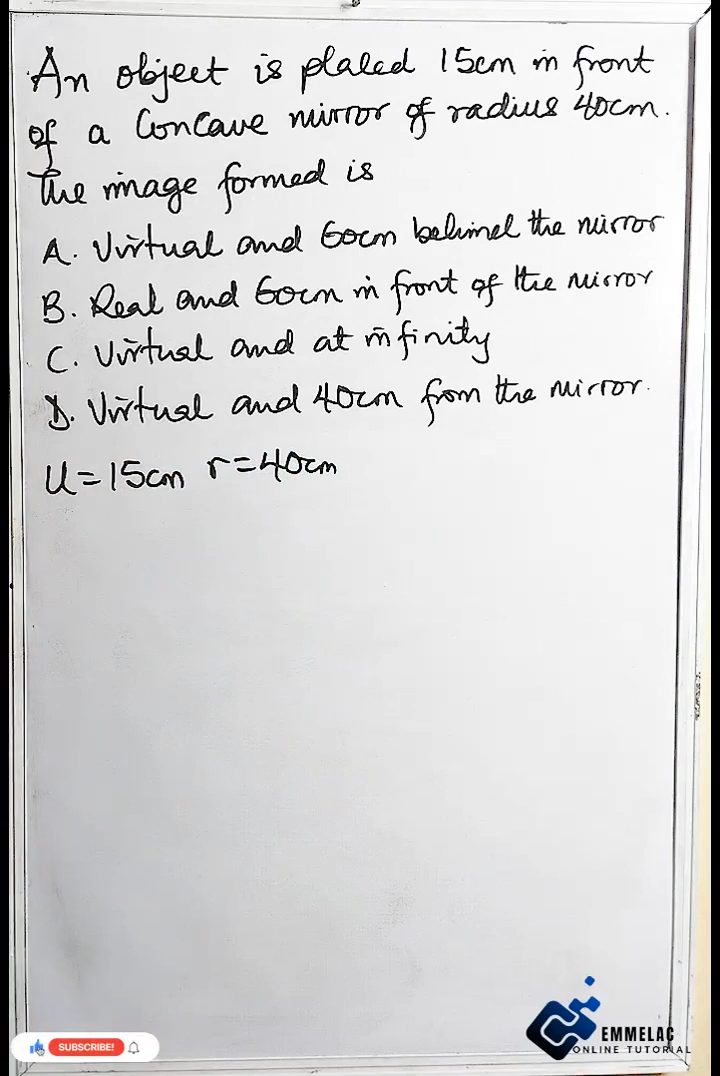 An object is placed 15cm in front
of a Concave mirror of radius 40cm.
The image formed is
A. Virtual and 60cm behind the mirror
B. Real and 60cm in front of the mirror
C. Virtual and at infinity
D. Virtual and 40cm from the mirror.
U=15cm r=40cm
SUBSCRIBE!
EMMELAC
ONLINE TUTORIAL